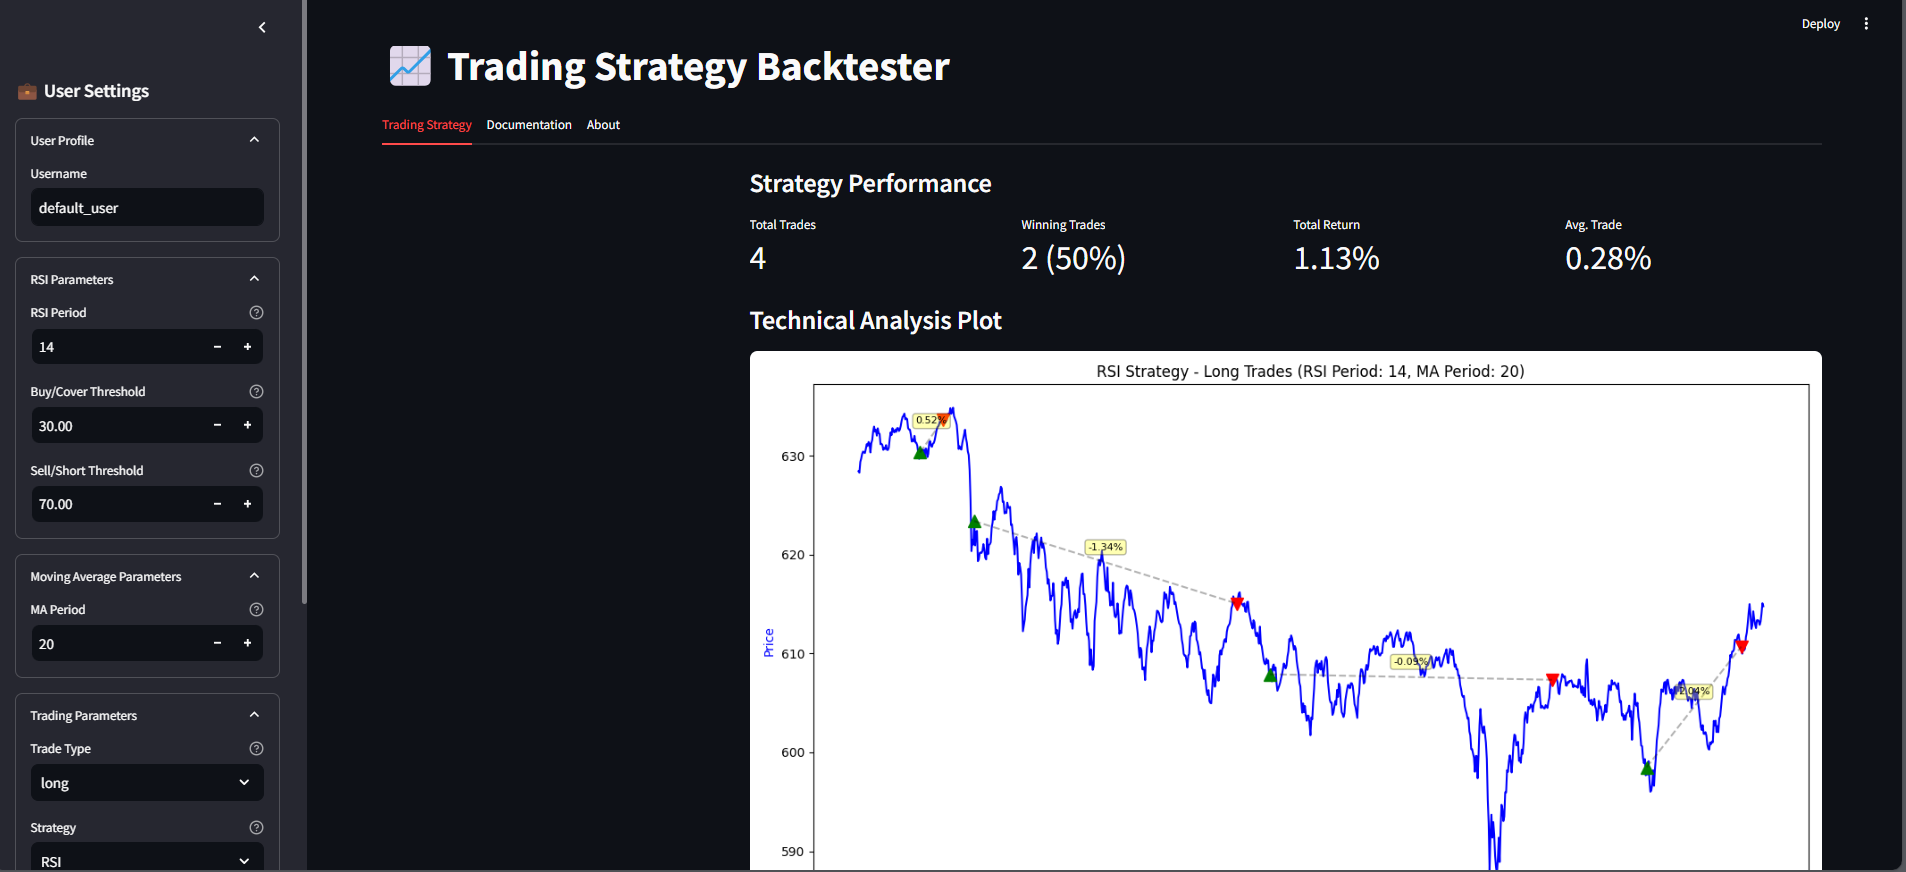 Deploy
User Settings
User Profile
Username
default_user
RSI Parameters
RSI Period
14
Buy/Cover Threshold
30.00
Sell/Short Threshold
70.00
Moving Average Parameters
MA Period
20
Trading Parameters
Trade Type
long
Strategy
RSI
Trading Strategy Backtester
Trading Strategy Documentation About
Strategy Performance
Total Trades Winning Trades Total Return Avg. Trade
4 2 (50%) 1.13% 0.28%
Technical Analysis Plot
RSI Strategy - Long Trades (RSI Period: 14, MA Period: 20)
0.52%
630
620
-1.34%
Price
610
-0.09%
2.04%
600
590